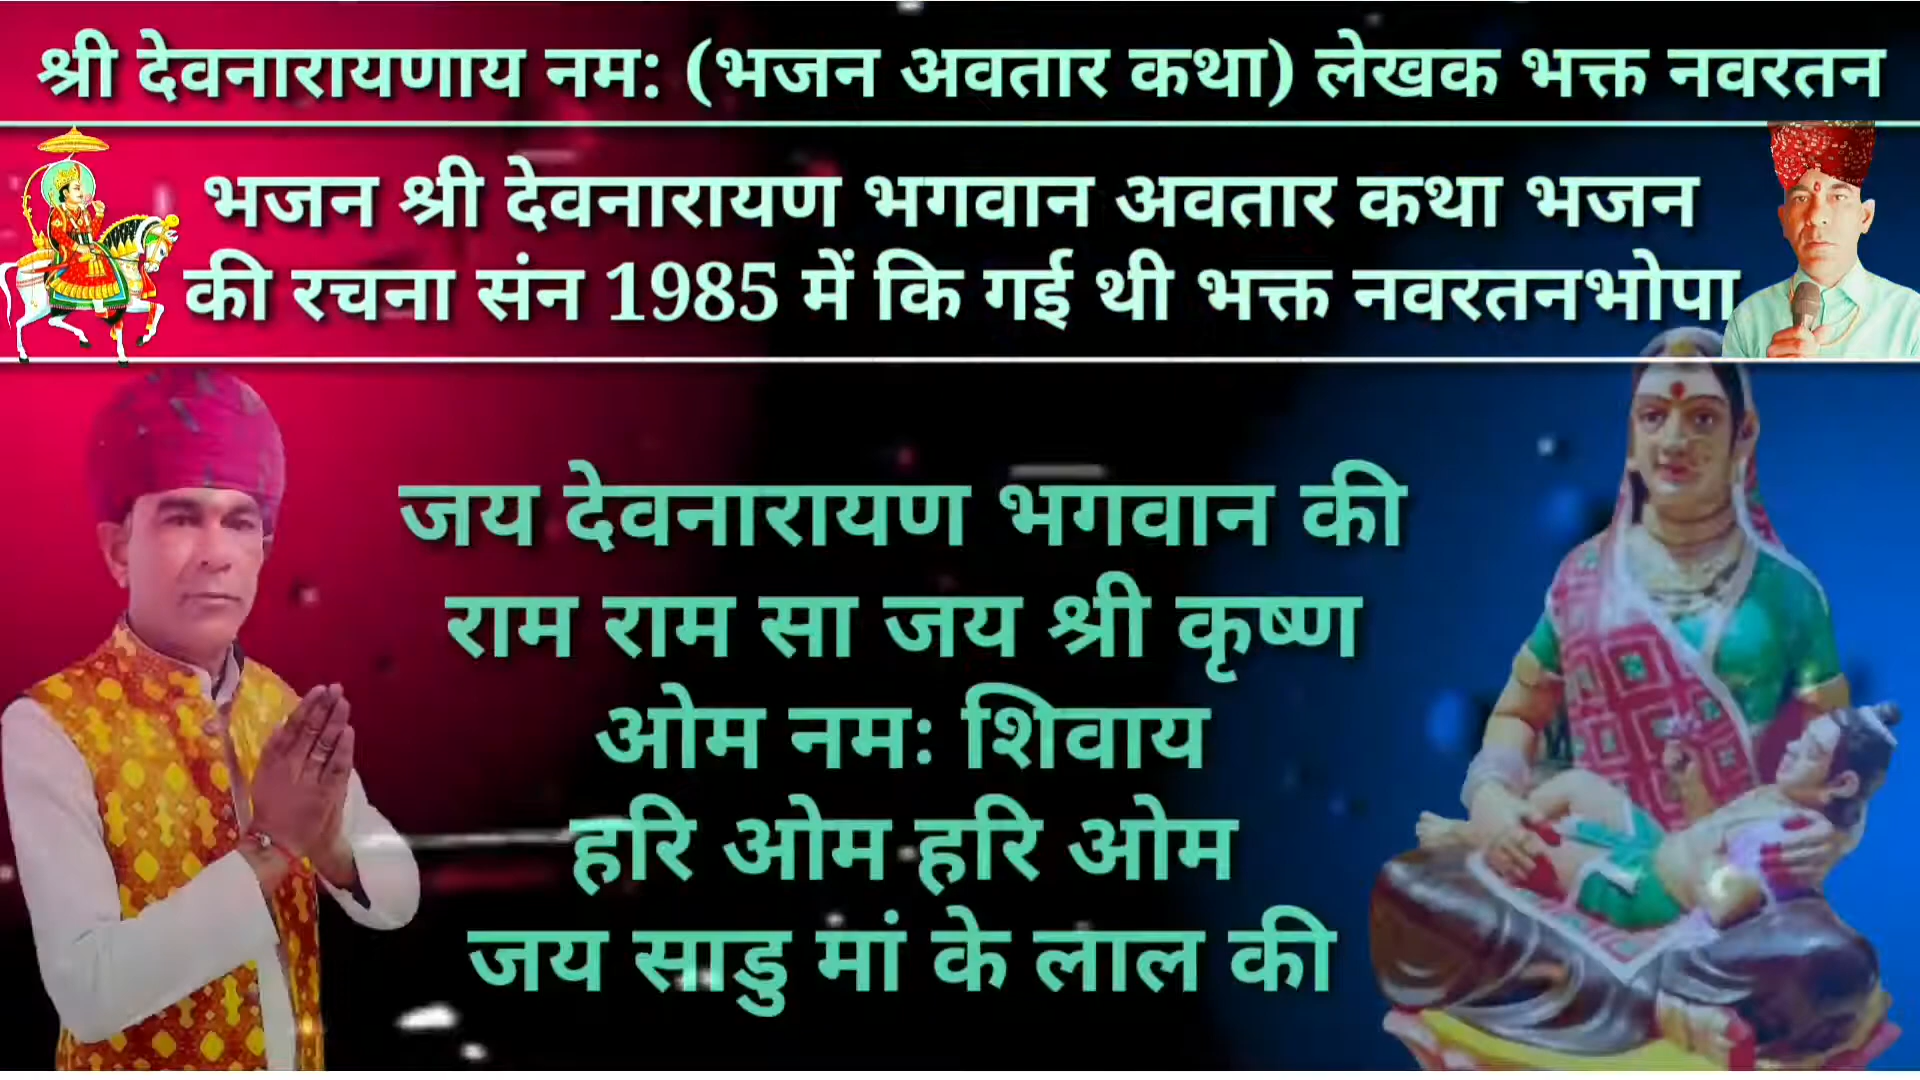 श्री देवनारायणाय नम: (भजन अवतार कथा) लेखक भक्त नवरतन
भजन श्री देवनारायण भगवान अवतार कथा भजन
की रचना संन 1985 में कि गई थी भक्त नवरतनभोपा
जय देवनारायण भगवान की
राम राम सा जय श्री कृष्ण
ओम नमः शिवाय
हरि ओम हरि ओम
जय साडु मां के लाल की